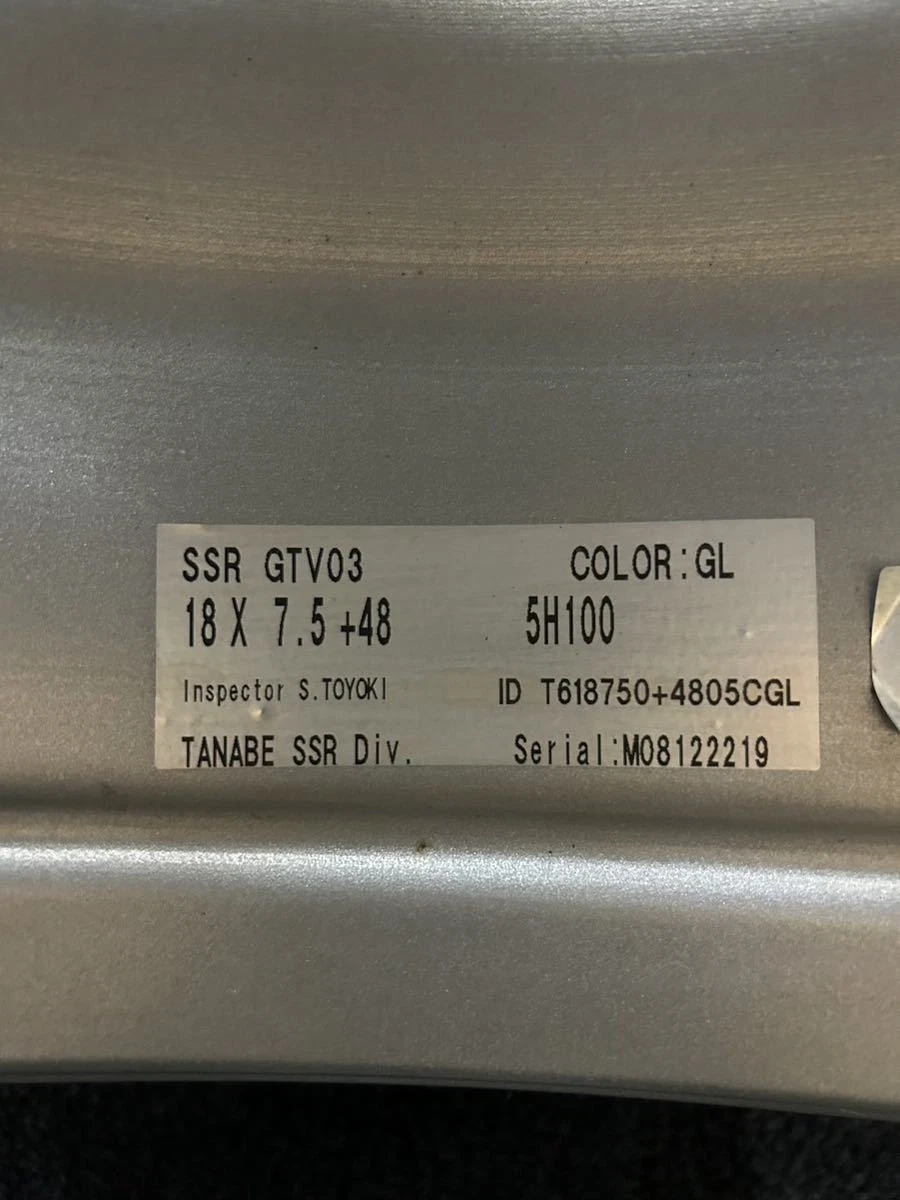 SSR GTV03 COLOR:GL
18 X 7.5 +48 5H100
Inspector S.TOYOKI ID T618750+4805CGL
TANABE SSR Div. Serial:M08122219